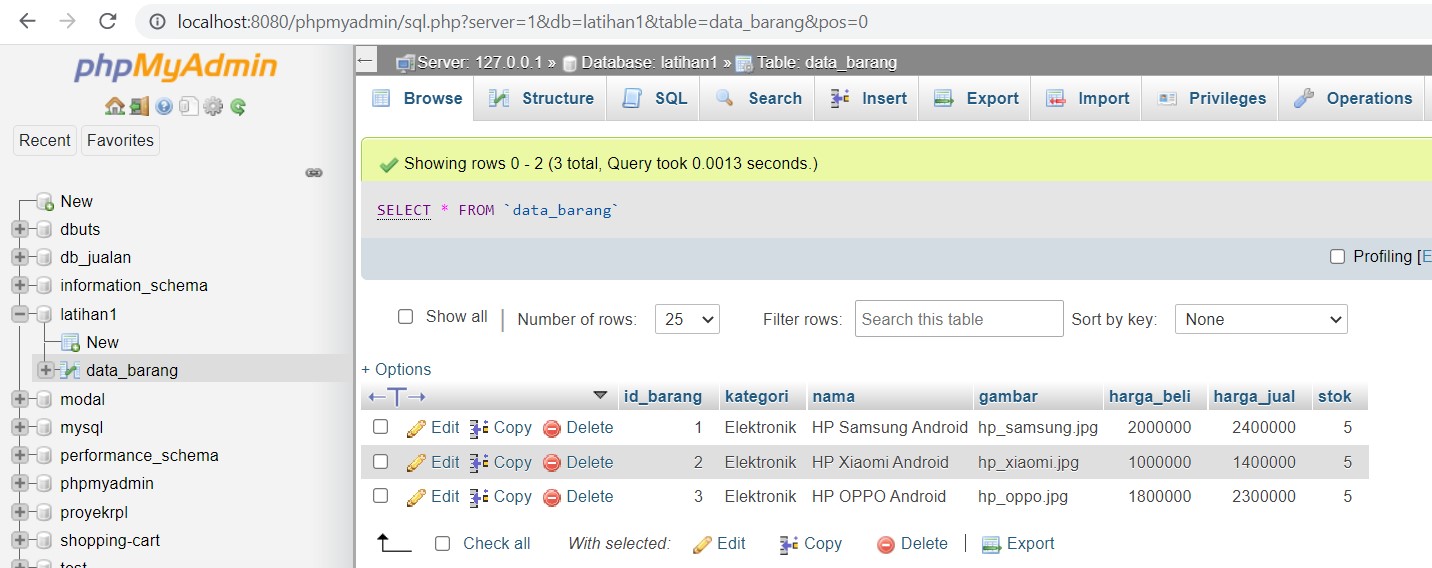 localhost:8080/phpmyadmin/sql.php?server=1&db=latihan1&table=data_barang&pos=0
phpMyAdmin
Recent Favorites
New
dbuts
db_jualan
information_schema
latihan1
New
data_barang
modal
mysql
performance_schema
phpmyadmin
proyekrpl
shopping-cart
test
Server: 127.0.0.1 » Database: latihan1 » Table: data_barang
Browse Structure SQL Search Insert Export Import Privileges Operations
Showing rows 0 - 2 (3 total, Query took 0.0013 seconds.)
SELECT * FROM `data_barang`
Profiling [E
Show all | Number of rows: 25 Filter rows: Search this table Sort by key: None
+ Options
←T→ id_barang kategori nama gambar harga_beli harga_jual stok
Edit Copy Delete 1 Elektronik HP Samsung Android hp_samsung.jpg 2000000 2400000 5
Edit Copy Delete 2 Elektronik HP Xiaomi Android hp_xiaomi.jpg 1000000 1400000 5
Edit Copy Delete 3 Elektronik HP OPPO Android hp_oppo.jpg 1800000 2300000 5
Check all With selected: Edit Copy Delete | Export